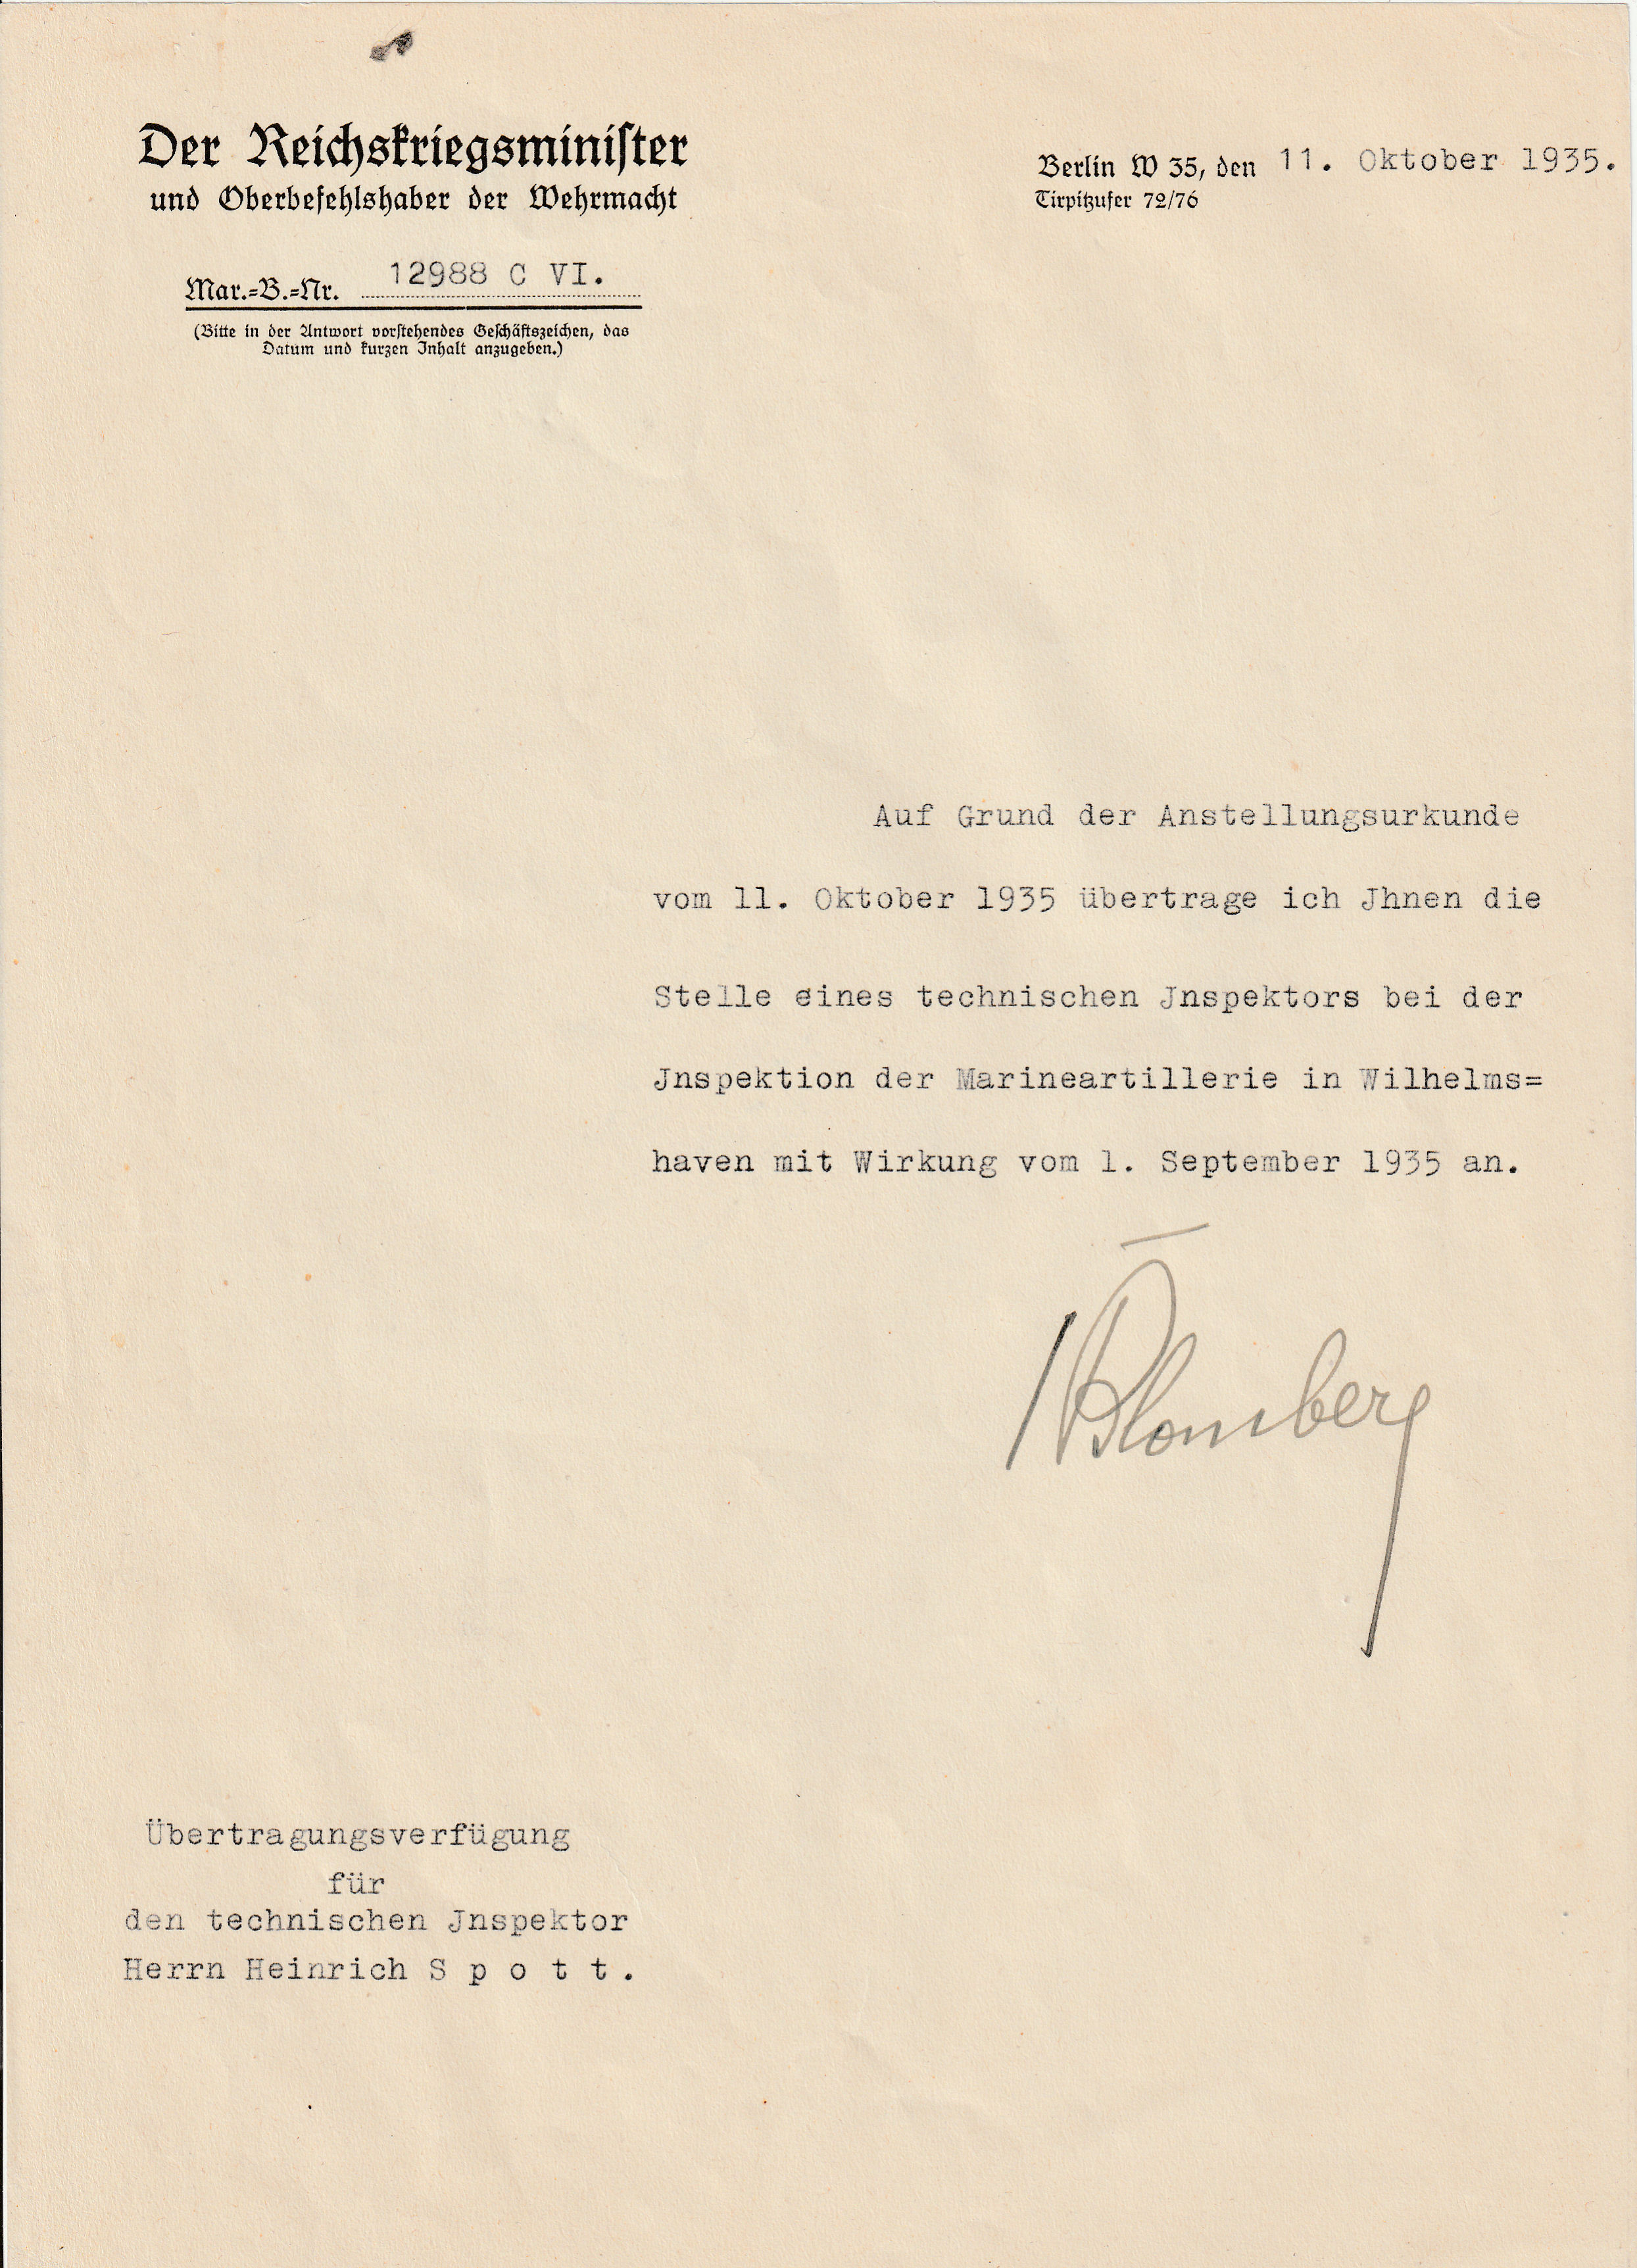 Der Reichskriegsminister
und Oberbefehlshaber der Wehrmacht
Berlin W 35, den 11. Oktober 1935.
Tirpitzufer 72/76
Mar.=B.=Nr. 12988 C VI.
(Bitte in der Antwort vorstehendes Geschäftszeichen, das
Datum und kurzen Inhalt anzugeben.)
Auf Grund der Anstellungsurkunde
vom 11. Oktober 1935 übertrage ich Jhnen die
Stelle eines technischen Jnspektors bei der
Jnspektion der Marineartillerie in Wilhelms=
haven mit Wirkung vom 1. September 1935 an.
vBlomberg
Übertragungsverfügung
für
den technischen Jnspektor
Herrn Heinrich S p o t t .